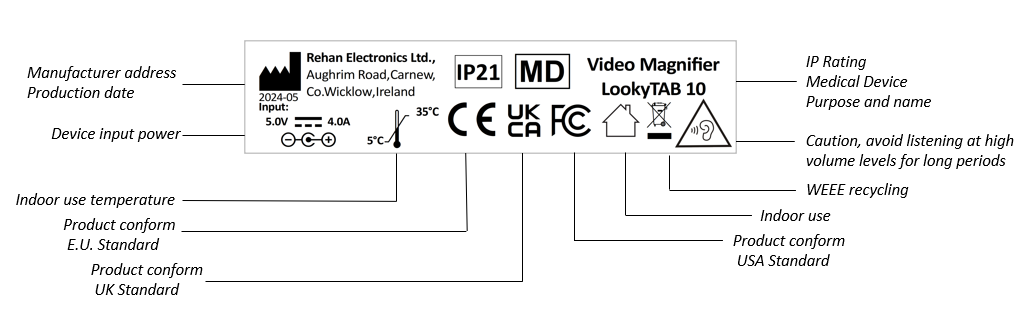 Manufacturer address
Production date
Device input power
Indoor use temperature
Product conform
E.U. Standard
Product conform
UK Standard
2024-05
Rehan Electronics Ltd.,
Aughrim Road,Carnew,
Co.Wicklow,Ireland
Input:
5.0V 4.0A
35°C
5°C
IP21
MD
CE
UK
CA
FC
Video Magnifier
LookyTAB 10
IP Rating
Medical Device
Purpose and name
Caution, avoid listening at high
volume levels for long periods
WEEE recycling
Indoor use
Product conform
USA Standard